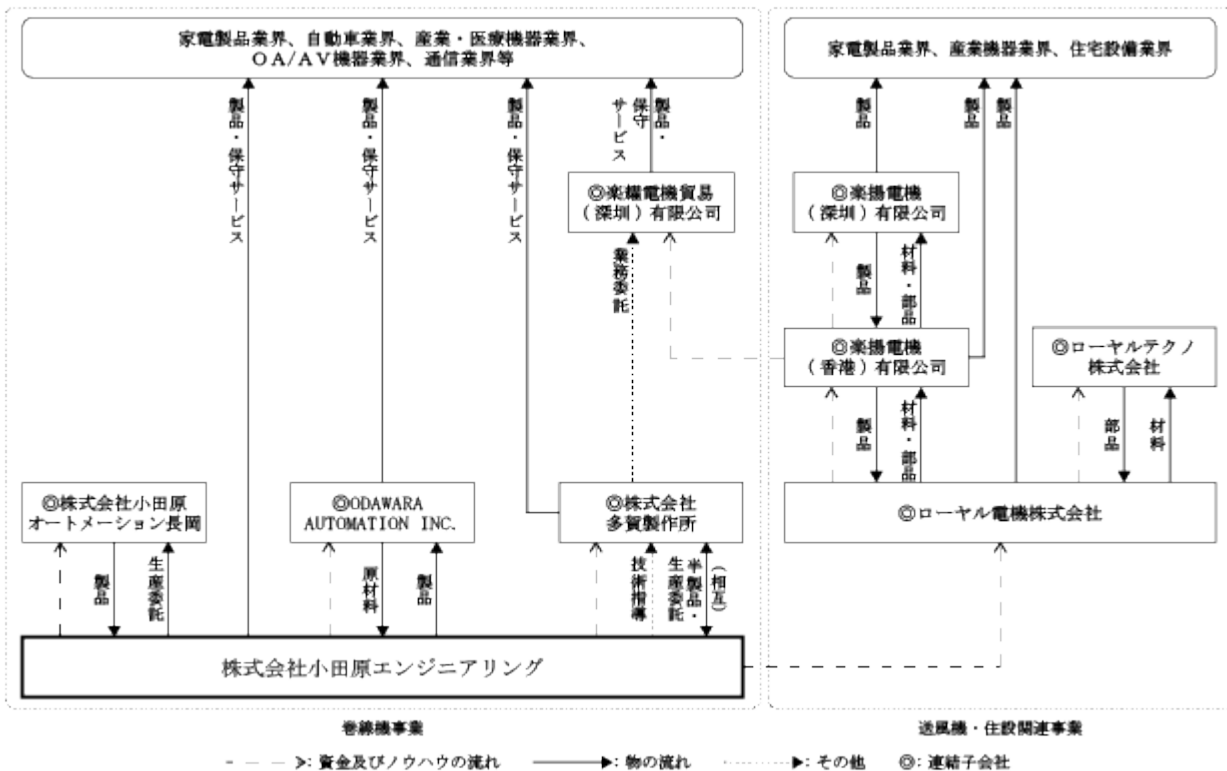 家電製品業界、自動車業界、産業・医療機器業界、
OA/AV機器業界、通信業界等
家電製品業界、産業機器業界、住宅設備業界
製品・保守サービス
製品・保守サービス
製品・保守サービス
製品・
保守
サービス
製品
製品
製品
◎楽耀電機貿易
(深圳)有限公司
◎楽揚電機
(深圳)有限公司
業務委託
製品
材料・部品
◎楽揚電機
(香港)有限公司
◎ローヤルテクノ
株式会社
製品
材料・部品
部品
材料
◎株式会社小田原
オートメーション長岡
◎ODAWARA
AUTOMATION INC.
◎株式会社
多賀製作所
◎ローヤル電機株式会社
製品
生産委託
原材料
製品
技術指導
(相互)
半製品・
生産委託
株式会社小田原エンジニアリング
巻線機事業
送風機・住設関連事業
:資金及びノウハウの流れ
:物の流れ
:その他
◎:連結子会社